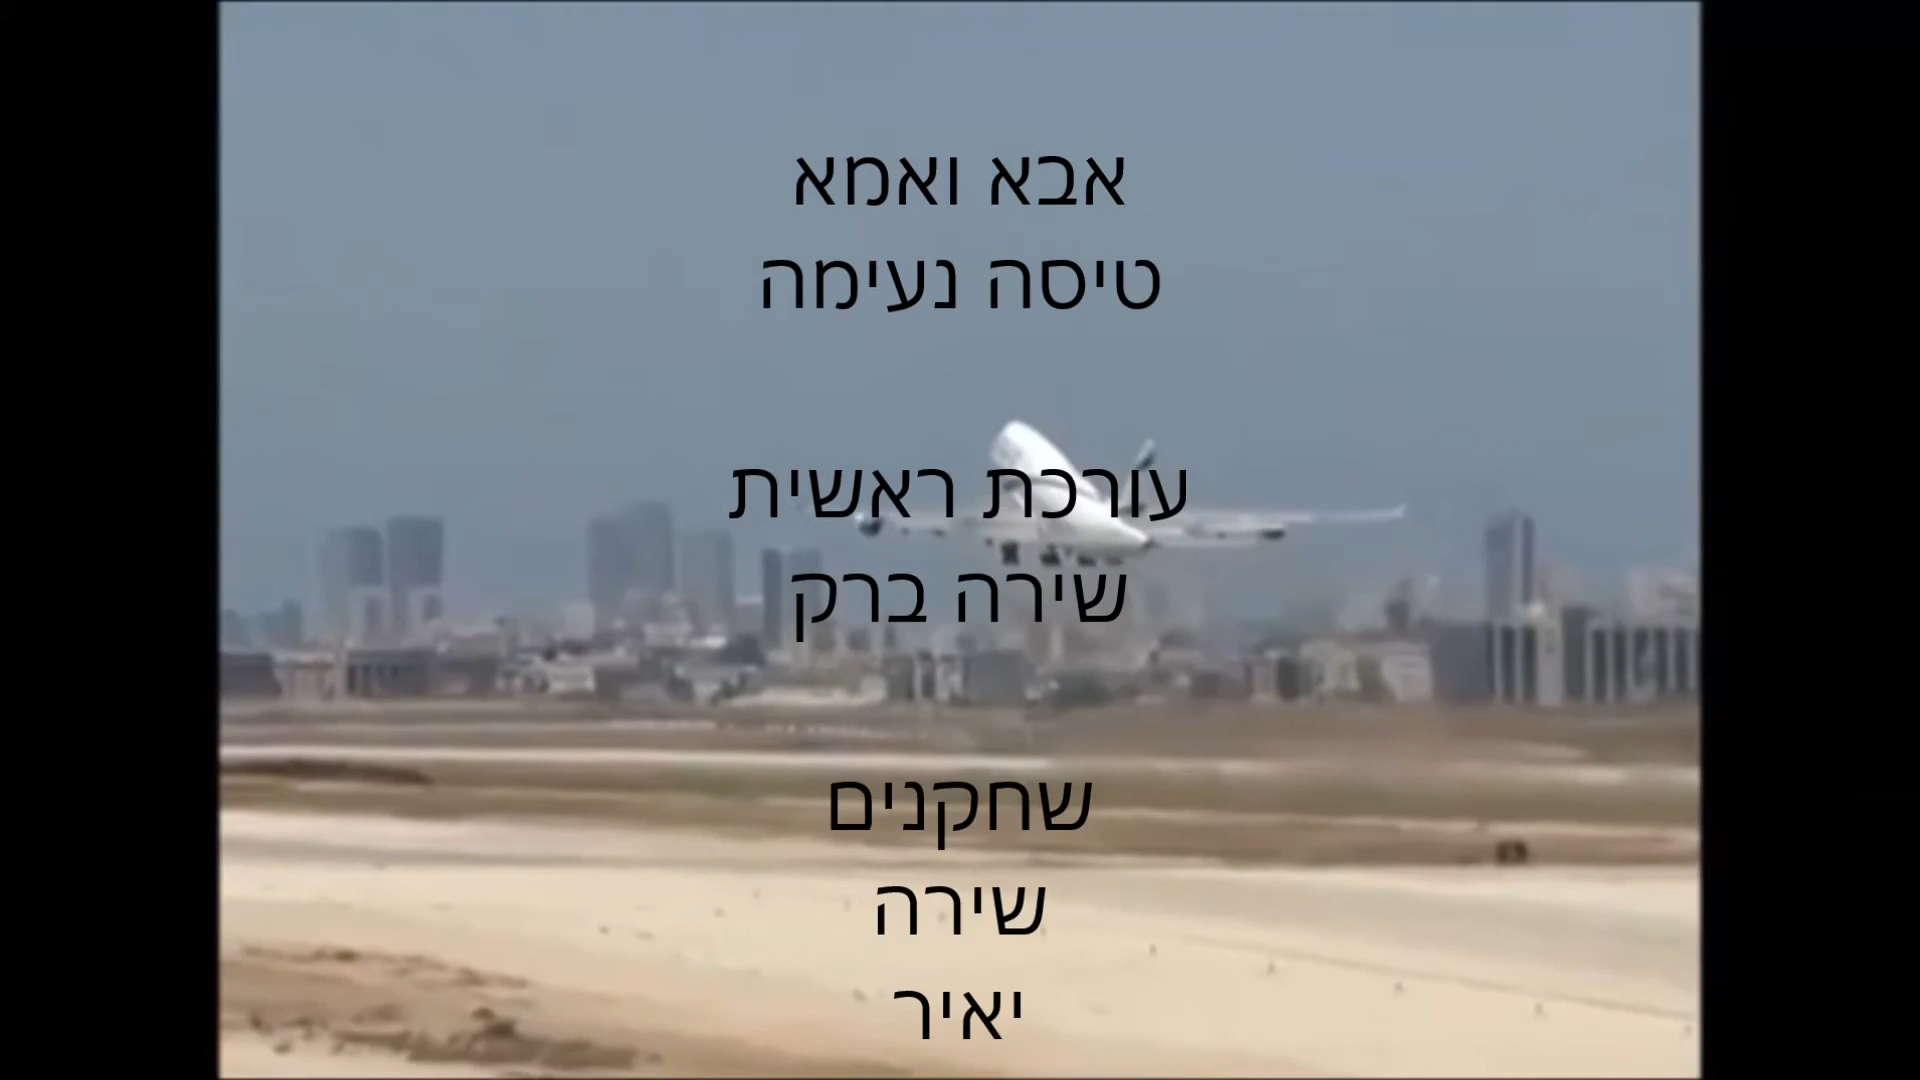 אבא ואמא
טיסה נעימה
עורכת ראשית
שירה ברק
שחקנים
שירה
יאיר